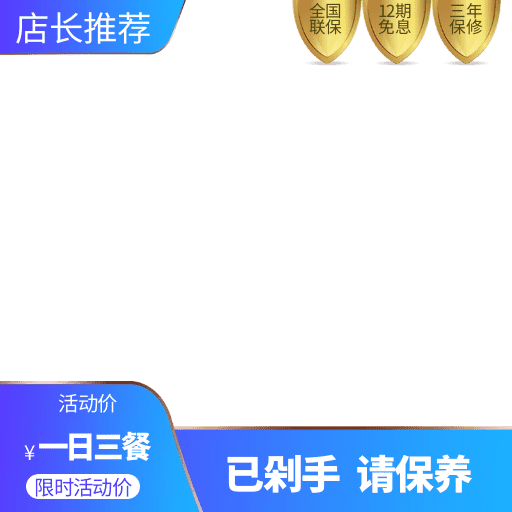 店长推荐
全国
联保
12期
免息
三年
保修
活动价
¥一日三餐
限时活动价
已剁手 请保养